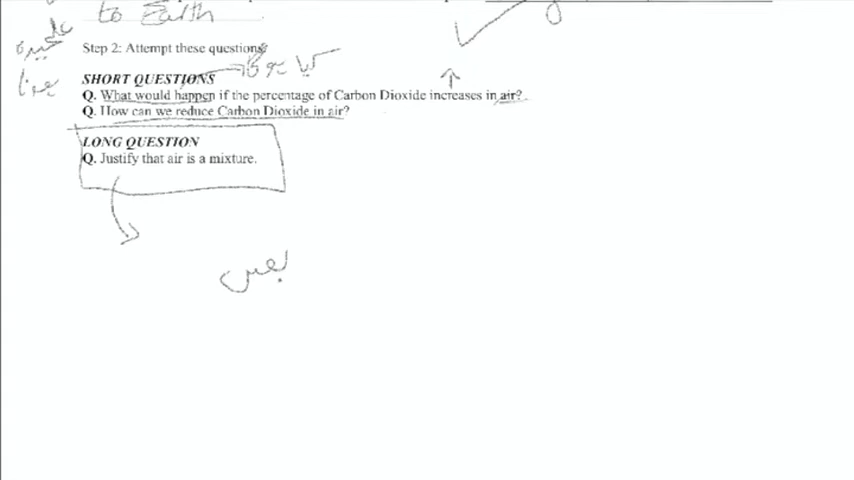 to Earth
علیحدہ
ہونا
Step 2: Attempt these questions
کیا ہوگا
SHORT QUESTIONS
Q. What would happen if the percentage of Carbon Dioxide increases in air?
Q. How can we reduce Carbon Dioxide in air?
LONG QUESTION
Q. Justify that air is a mixture.